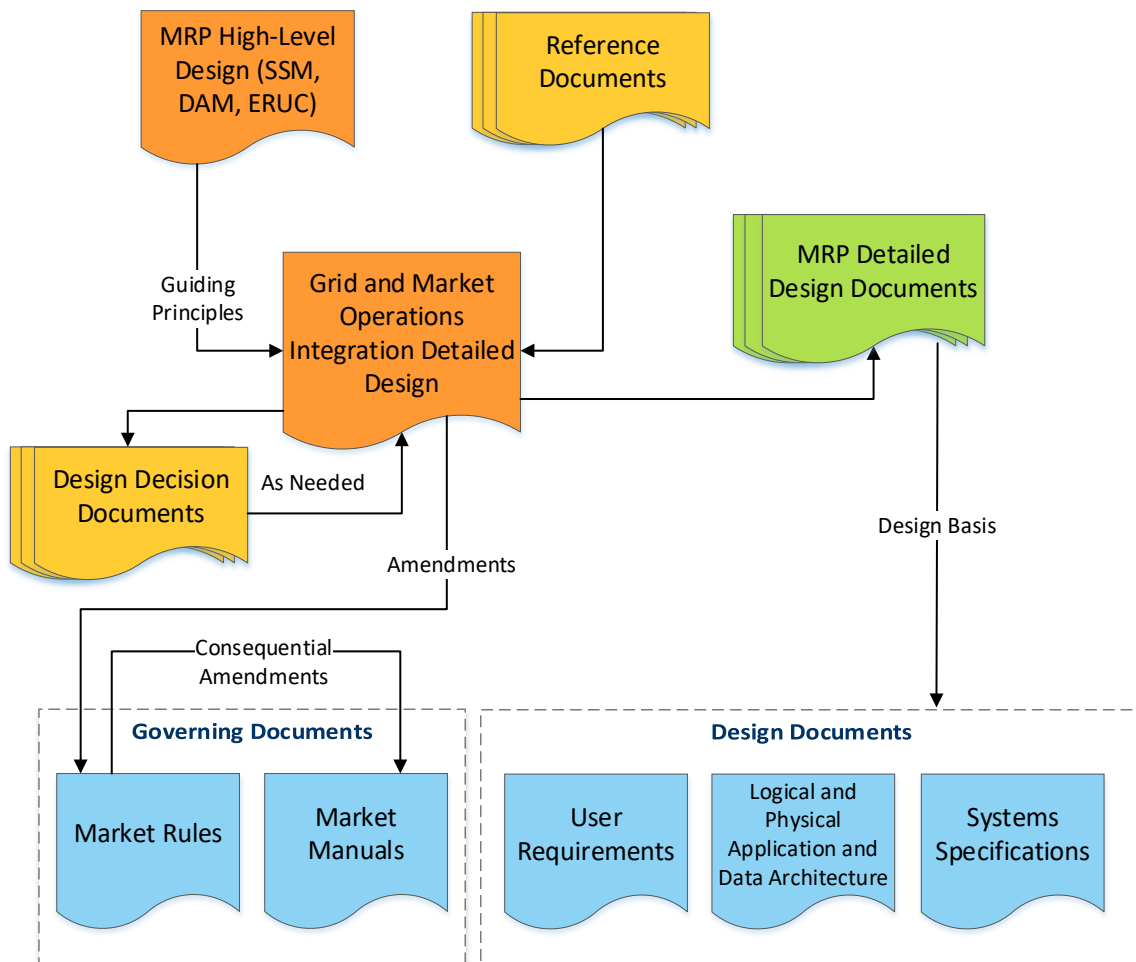 MRP High-Level
Design (SSM,
DAM, ERUC)
Reference
Documents
Guiding
Principles
Grid and Market
Operations
Integration Detailed
Design
MRP Detailed
Design Documents
Design Decision
Documents
As Needed
Amendments
Design Basis
Consequential
Amendments
Governing Documents
Market Rules
Market
Manuals
Design Documents
User
Requirements
Logical and
Physical
Application and
Data Architecture
Systems
Specifications